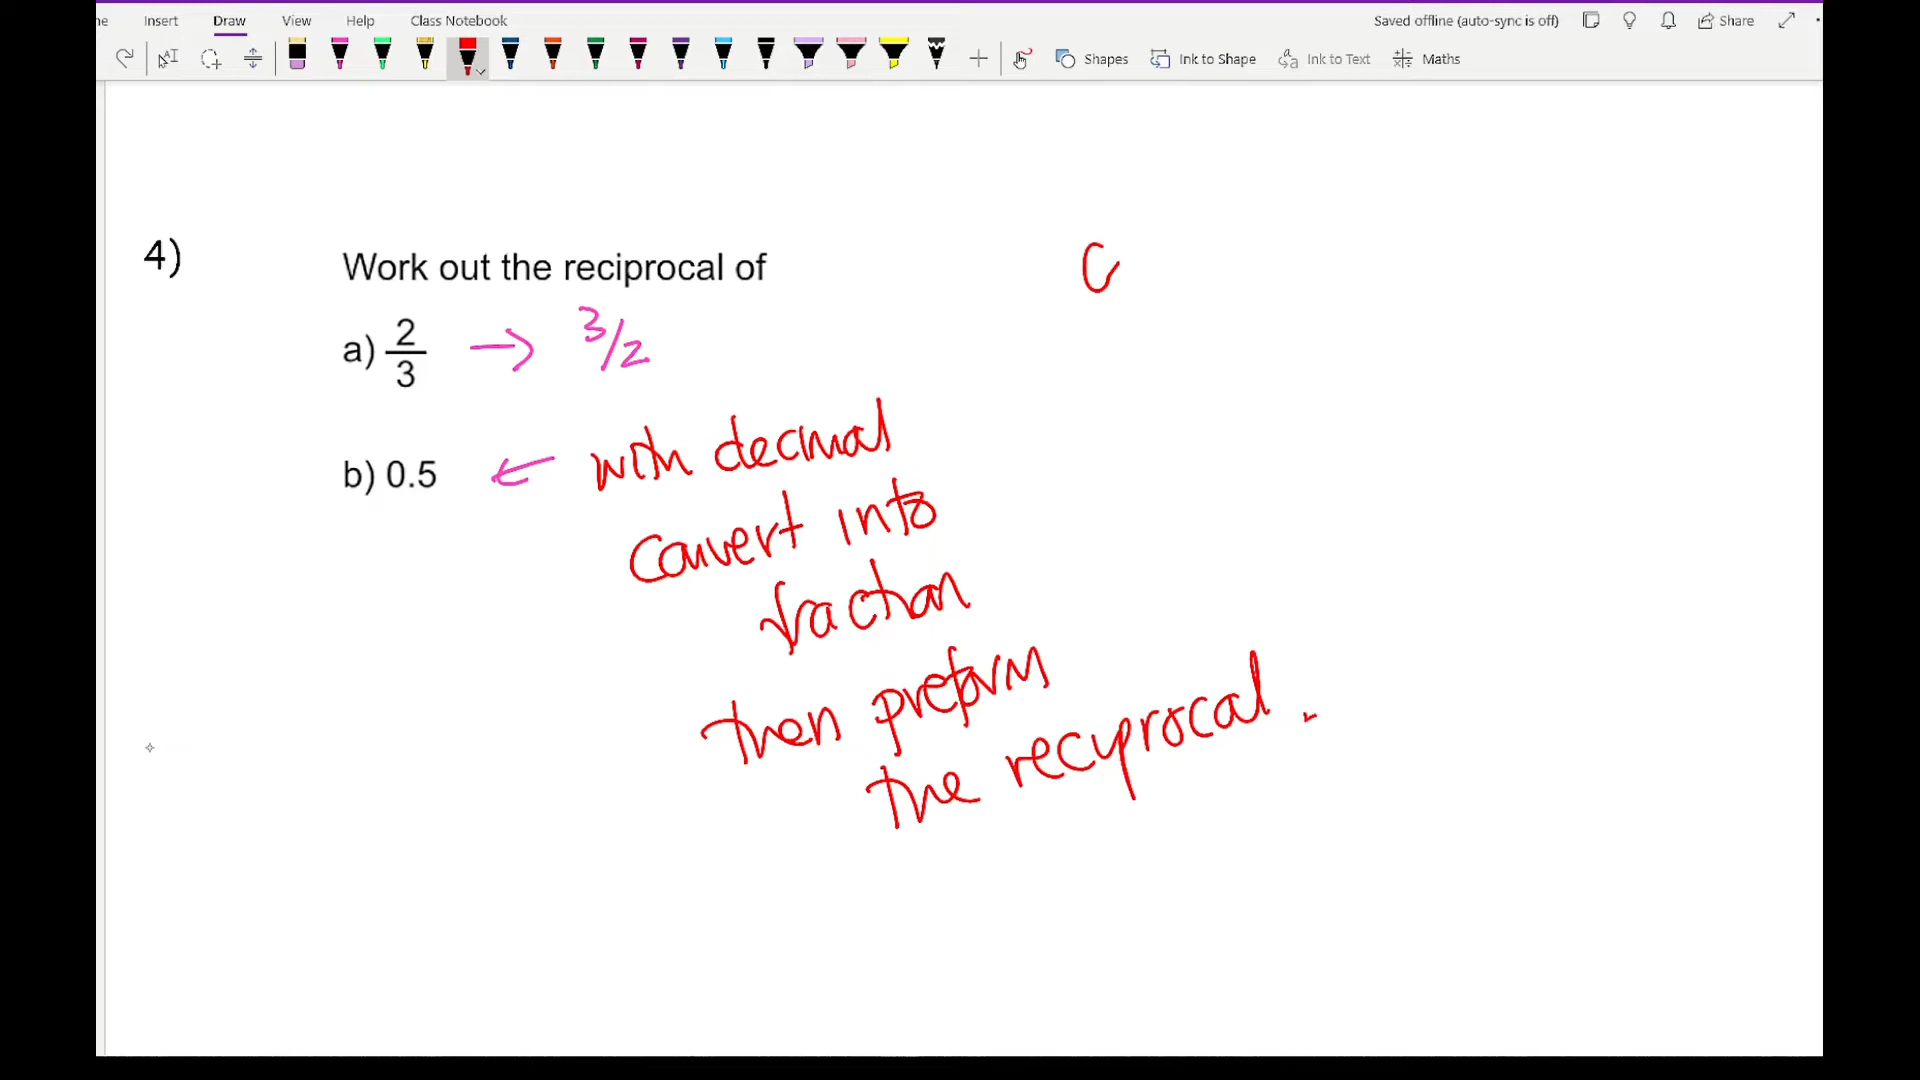 Insert Draw View Help Class Notebook Saved offline (auto-sync is off) Share
Shapes Ink to Shape Ink to Text Maths
4) Work out the reciprocal of
a) 2/3 → 3/2
b) 0.5 ← with decimal
convert into
fraction
then preform
the reciprocal.